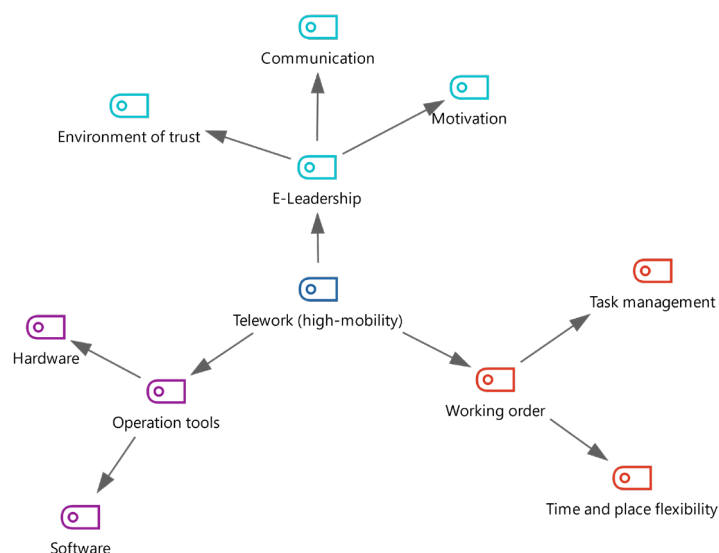 Communication
Motivation
Environment of trust
E-Leadership
Telework (high-mobility)
Task management
Hardware
Working order
Operation tools
Time and place flexibility
Software